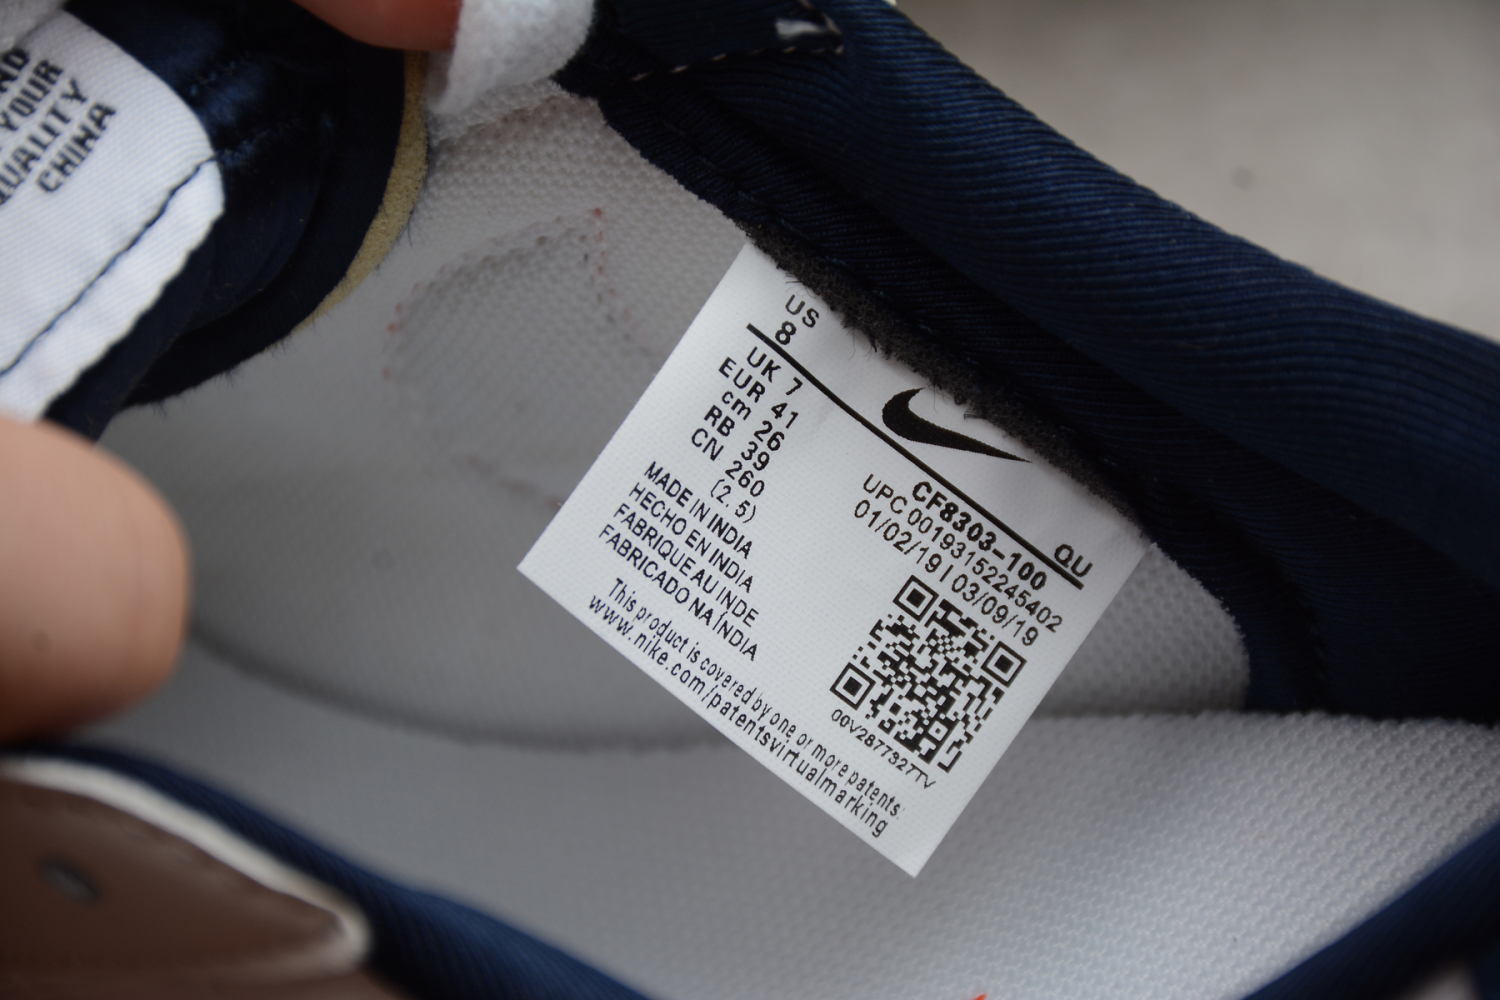 YOUR
QUALITY
CHINA
US
8
UK 7
EUR 41
cm 26
RB 39
CN 260
(2.5)
MADE IN INDIA
HECHO EN INDIA
FABRIQUE AU INDE
FABRICADO NA ÍNDIA
This product is covered by one or more patents.
www.nike.com/patentsvirtualmarking
QU
CF8303-100
UPC 00193152245402
01/02/19 | 03/09/19
00V2877327TV